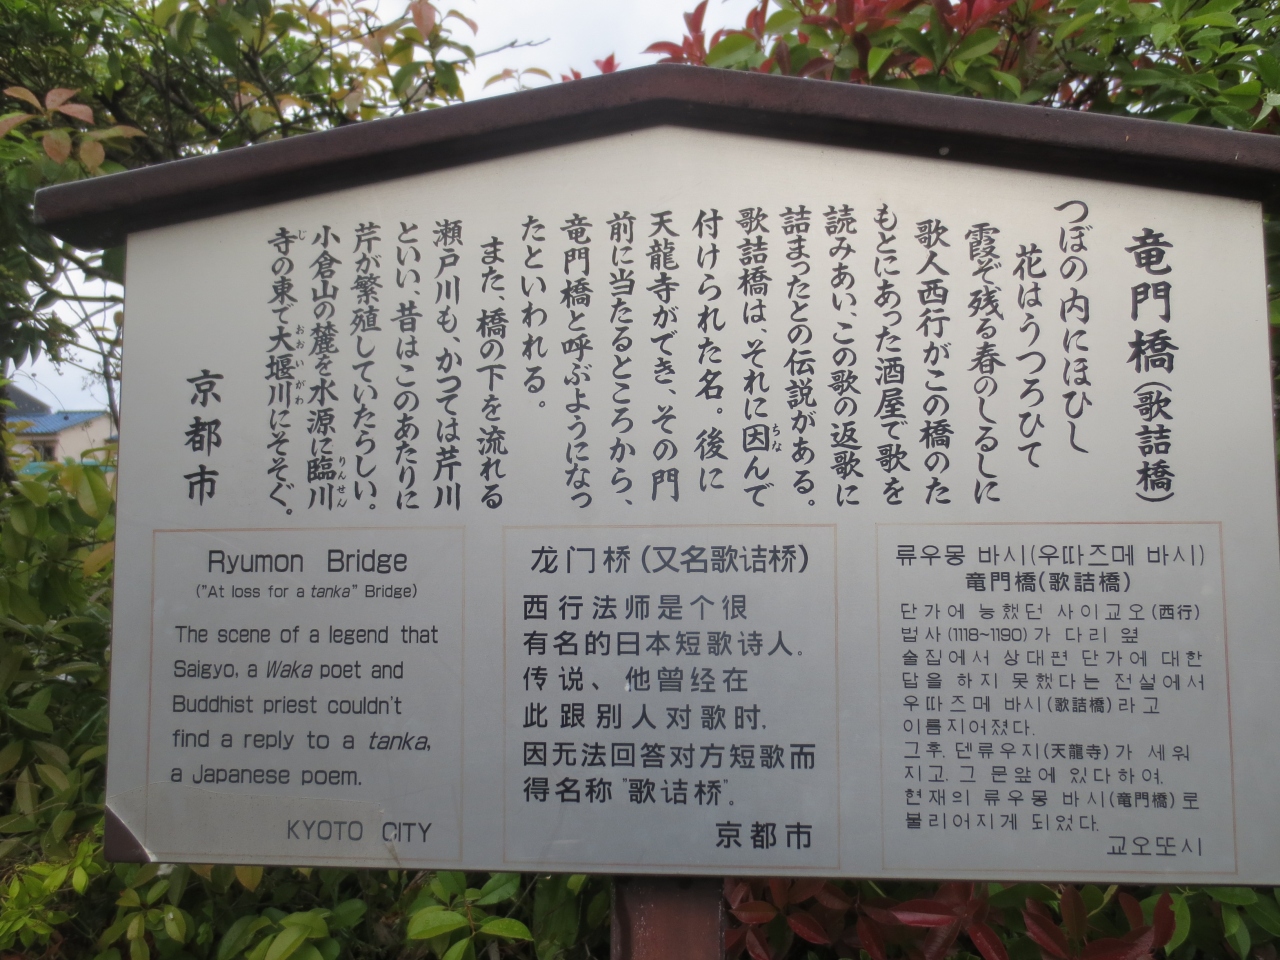 竜門橋(歌詰橋)
つぼの内にほひし
花はうつろひて
霞ぞ残る春のしるしに
歌人西行がこの橋のた
もとにあった酒屋で歌を
読みあい、この歌の返歌に
詰まったとの伝説がある。
歌詰橋は、それに因んで
付けられた名。後に
天龍寺ができ、その門
前に当たるところから、
竜門橋と呼ぶようになっ
たといわれる。
また、橋の下を流れる
瀬戸川も、かつては芹川
といい、昔はこのあたりに
芹が繁殖していたらしい。
小倉山の麓を水源に臨川
寺の東で大堰川にそそぐ。
京都市
Ryumon Bridge
("At loss for a tanka" Bridge)
The scene of a legend that
Saigyo, a Waka poet and
Buddhist priest couldn't
find a reply to a tanka,
a Japanese poem.
KYOTO CITY
龙门桥(又名歌诘桥)
西行法师是个很
有名的日本短歌诗人。
传说、他曾经在
此跟别人对歌时,
因无法回答对方短歌而
得名称"歌诘桥"。
京都市
류우몽 바시(우따즈메 바시)
竜門橋(歌詰橋)
단가에 능했던 사이교오(西行)
법사(1118~1190)가 다리 옆
술집에서 상대편 단가에 대한
답을 하지 못했다는 전설에서
우따즈메 바시(歌詰橋)라고
이름지어졌다.
그후, 덴류우지(天龍寺)가 세워
지고, 그 문앞에 있다하여,
현재의 류우몽 바시(竜門橋)로
불리어지게 되었다.
교오또시